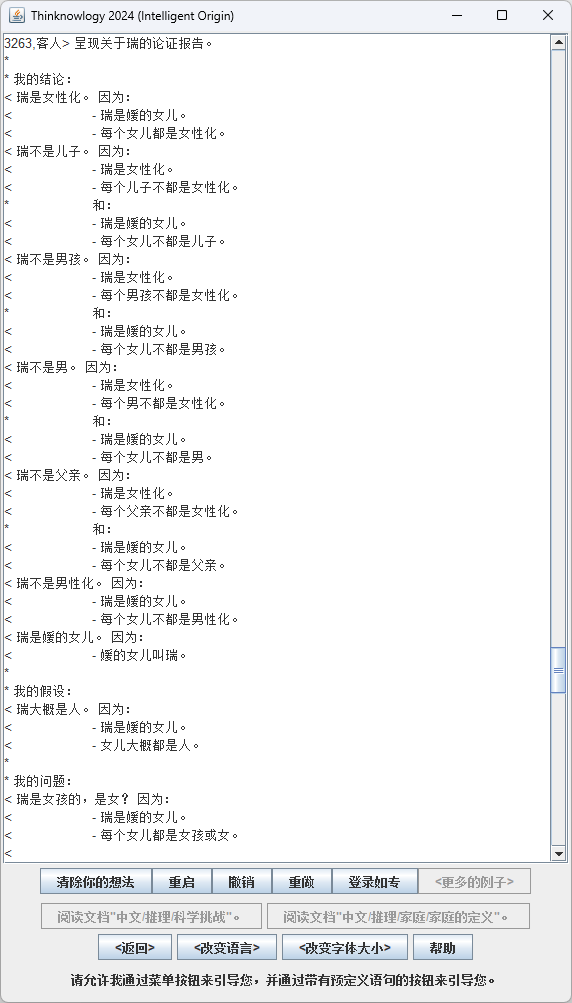 Thinknowlogy 2024 (Intelligent Origin)
3263,客人> 呈现关于瑞的论证报告。
*
* 我的结论：
< 瑞是女性化。 因为：
< - 瑞是媛的女儿。
< - 每个女儿都是女性化。
< 瑞不是儿子。 因为：
< - 瑞是女性化。
< - 每个儿子不都是女性化。
* 和：
< - 瑞是媛的女儿。
< - 每个女儿不都是儿子。
< 瑞不是男孩。 因为：
< - 瑞是女性化。
< - 每个男孩不都是女性化。
* 和：
< - 瑞是媛的女儿。
< - 每个女儿不都是男孩。
< 瑞不是男。 因为：
< - 瑞是女性化。
< - 每个男不都是女性化。
* 和：
< - 瑞是媛的女儿。
< - 每个女儿不都是男。
< 瑞不是父亲。 因为：
< - 瑞是女性化。
< - 每个父亲不都是女性化。
* 和：
< - 瑞是媛的女儿。
< - 每个女儿不都是父亲。
< 瑞不是男性化。 因为：
< - 瑞是媛的女儿。
< - 每个女儿不都是男性化。
< 瑞是媛的女儿。 因为：
< - 媛的女儿叫瑞。
*
* 我的假设：
< 瑞大概是人。 因为：
< - 瑞是媛的女儿。
< - 女儿大概都是人。
*
* 我的问题：
< 瑞是女孩的，是女？ 因为：
< - 瑞是媛的女儿。
< - 每个女儿都是女孩或女。
<
清除你的想法 重启 撤销 重做 登录如专 <更多的例子>
阅读文档"中文/推理/科学挑战"。 阅读文档"中文/推理/家庭/家庭的定义"。
<返回> <改变语言> <改变字体大小> 帮助
请允许我通过菜单按钮来引导您，并通过带有预定义语句的按钮来引导您。